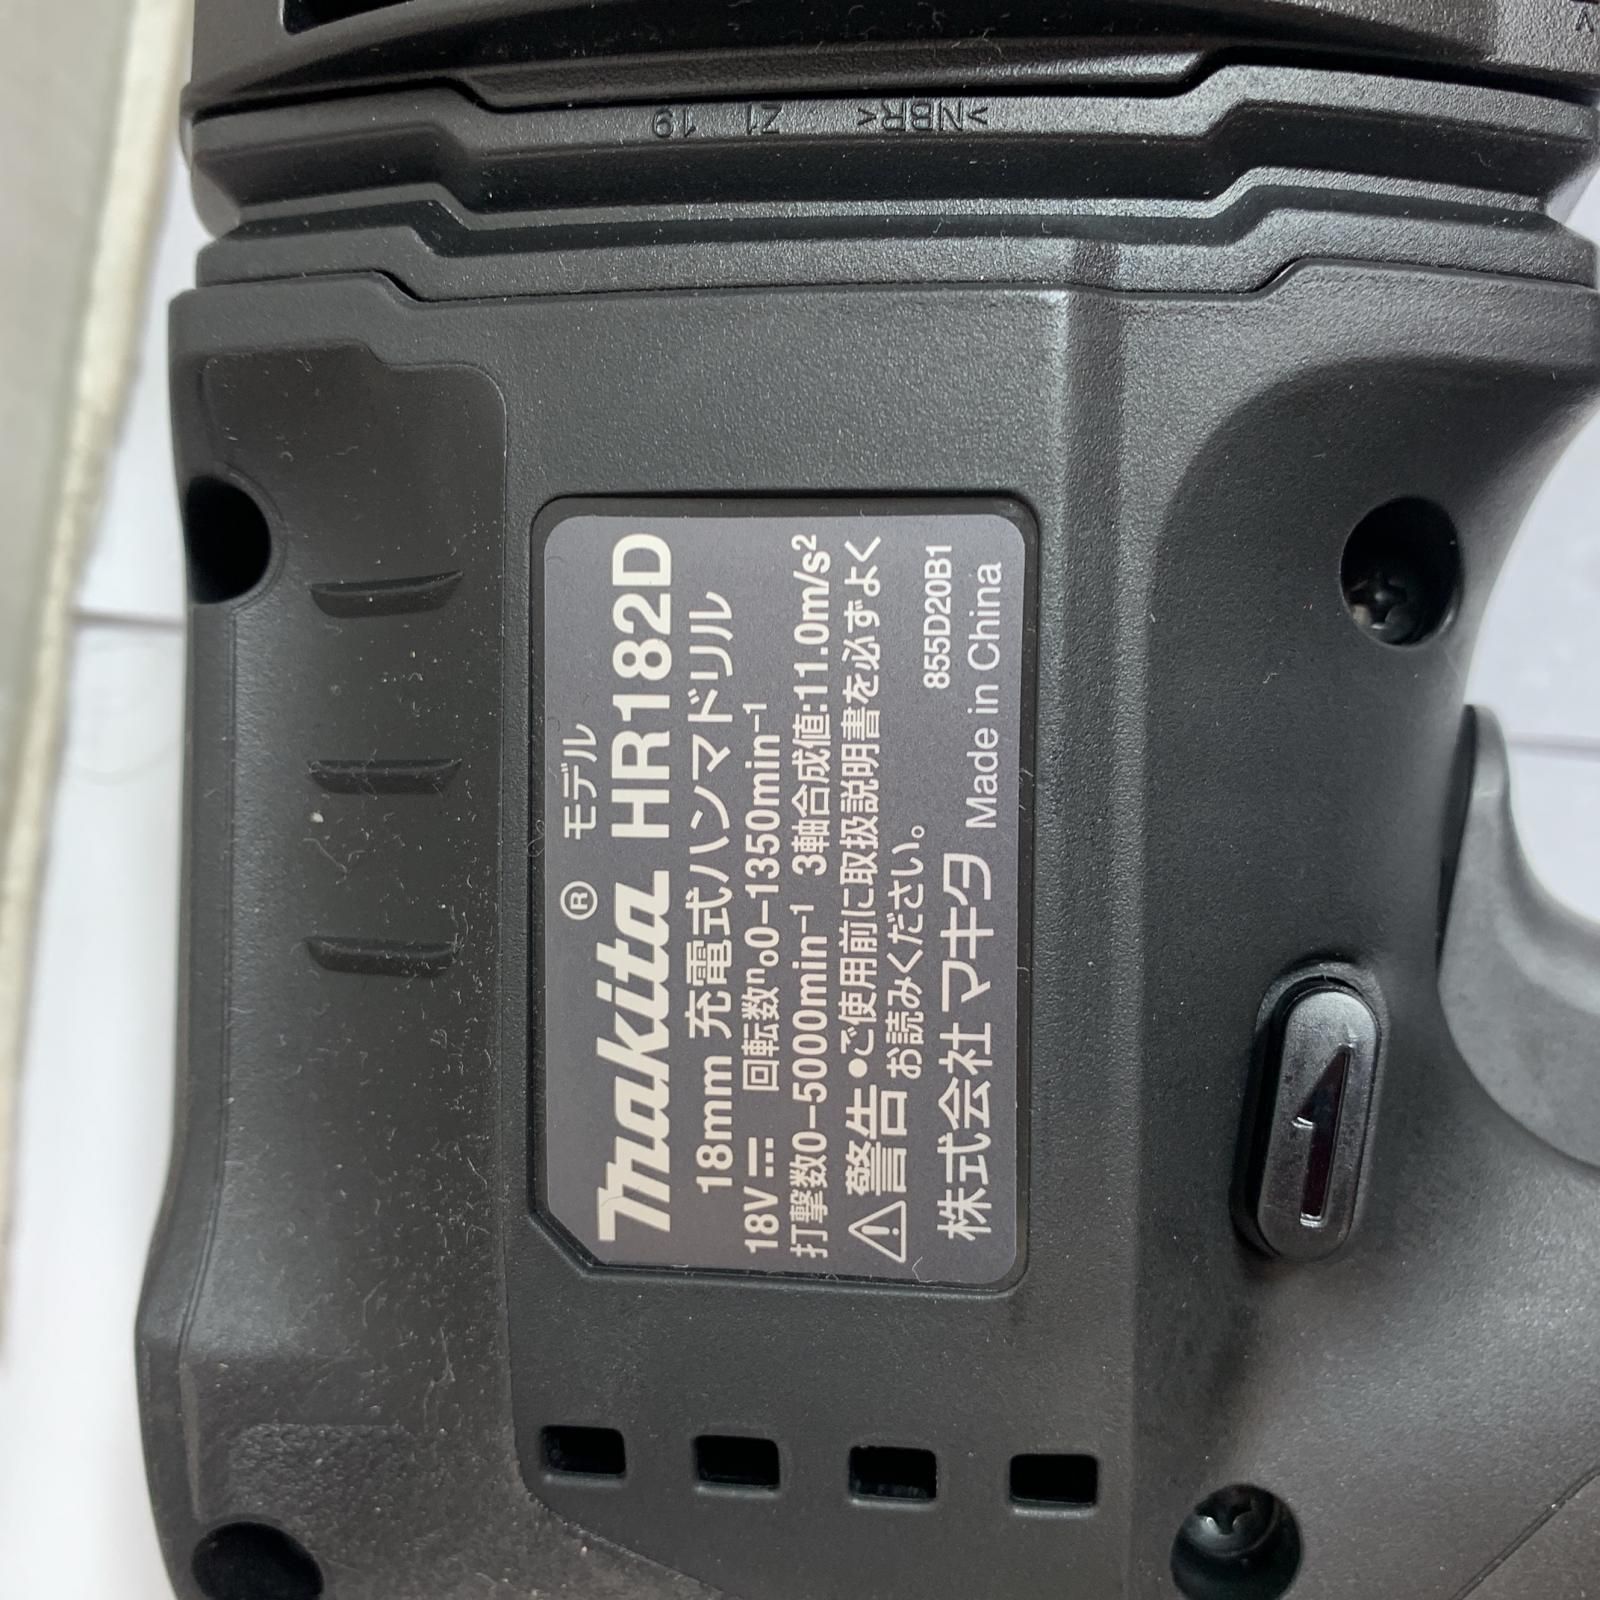 >NBR< Z1 19
モデル
makita® HR182D
18mm 充電式ハンマドリル
18V⎓ 回転数n₀0−1350min⁻¹
打撃数0−5000min⁻¹ 3軸合成値:11.0m/s²
⚠警告 ●ご使用前に取扱説明書を必ずよく
お読みください。
855D20B1
株式会社 マキタ Made in China